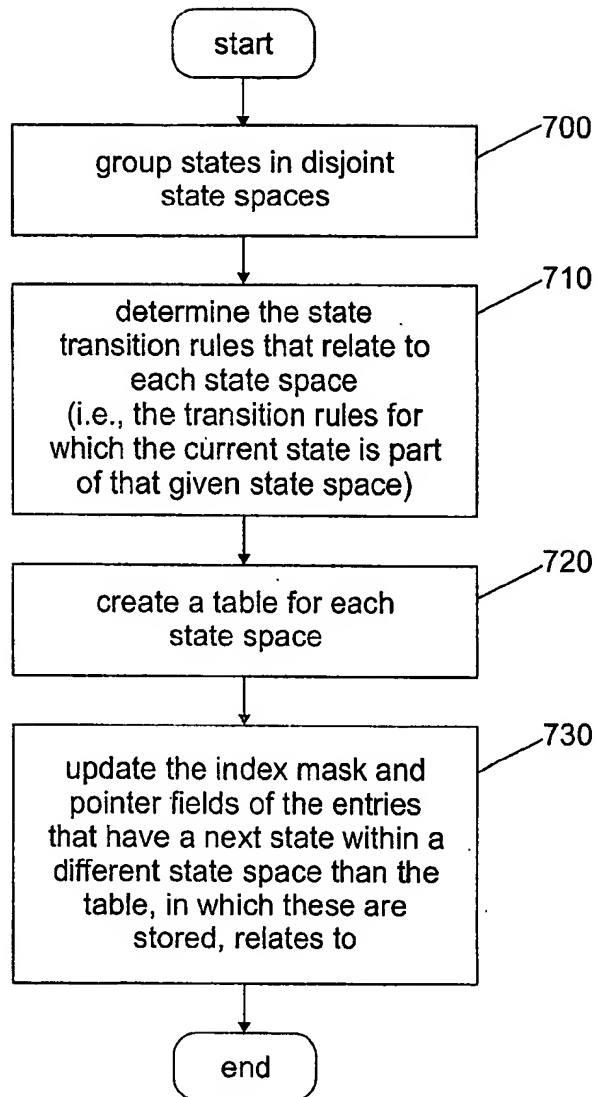 start
700
group states in disjoint
state spaces
710
determine the state
transition rules that relate to
each state space
(i.e., the transition rules for
which the current state is part
of that given state space)
720
create a table for each
state space
730
update the index mask and
pointer fields of the entries
that have a next state within a
different state space than the
table, in which these are
stored, relates to
end